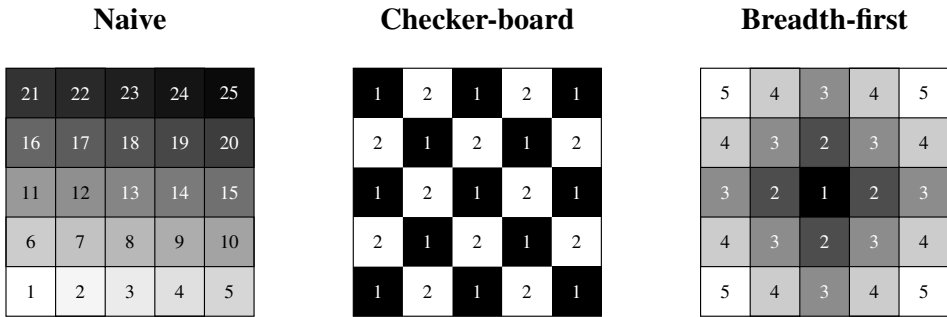 Naive Checker-board Breadth-first
21 22 23 24 25 1 2 1 2 1 5 4 3 4 5
16 17 18 19 20 2 1 2 1 2 4 3 2 3 4
11 12 13 14 15 1 2 1 2 1 3 2 1 2 3
6 7 8 9 10 2 1 2 1 2 4 3 2 3 4
1 2 3 4 5 1 2 1 2 1 5 4 3 4 5